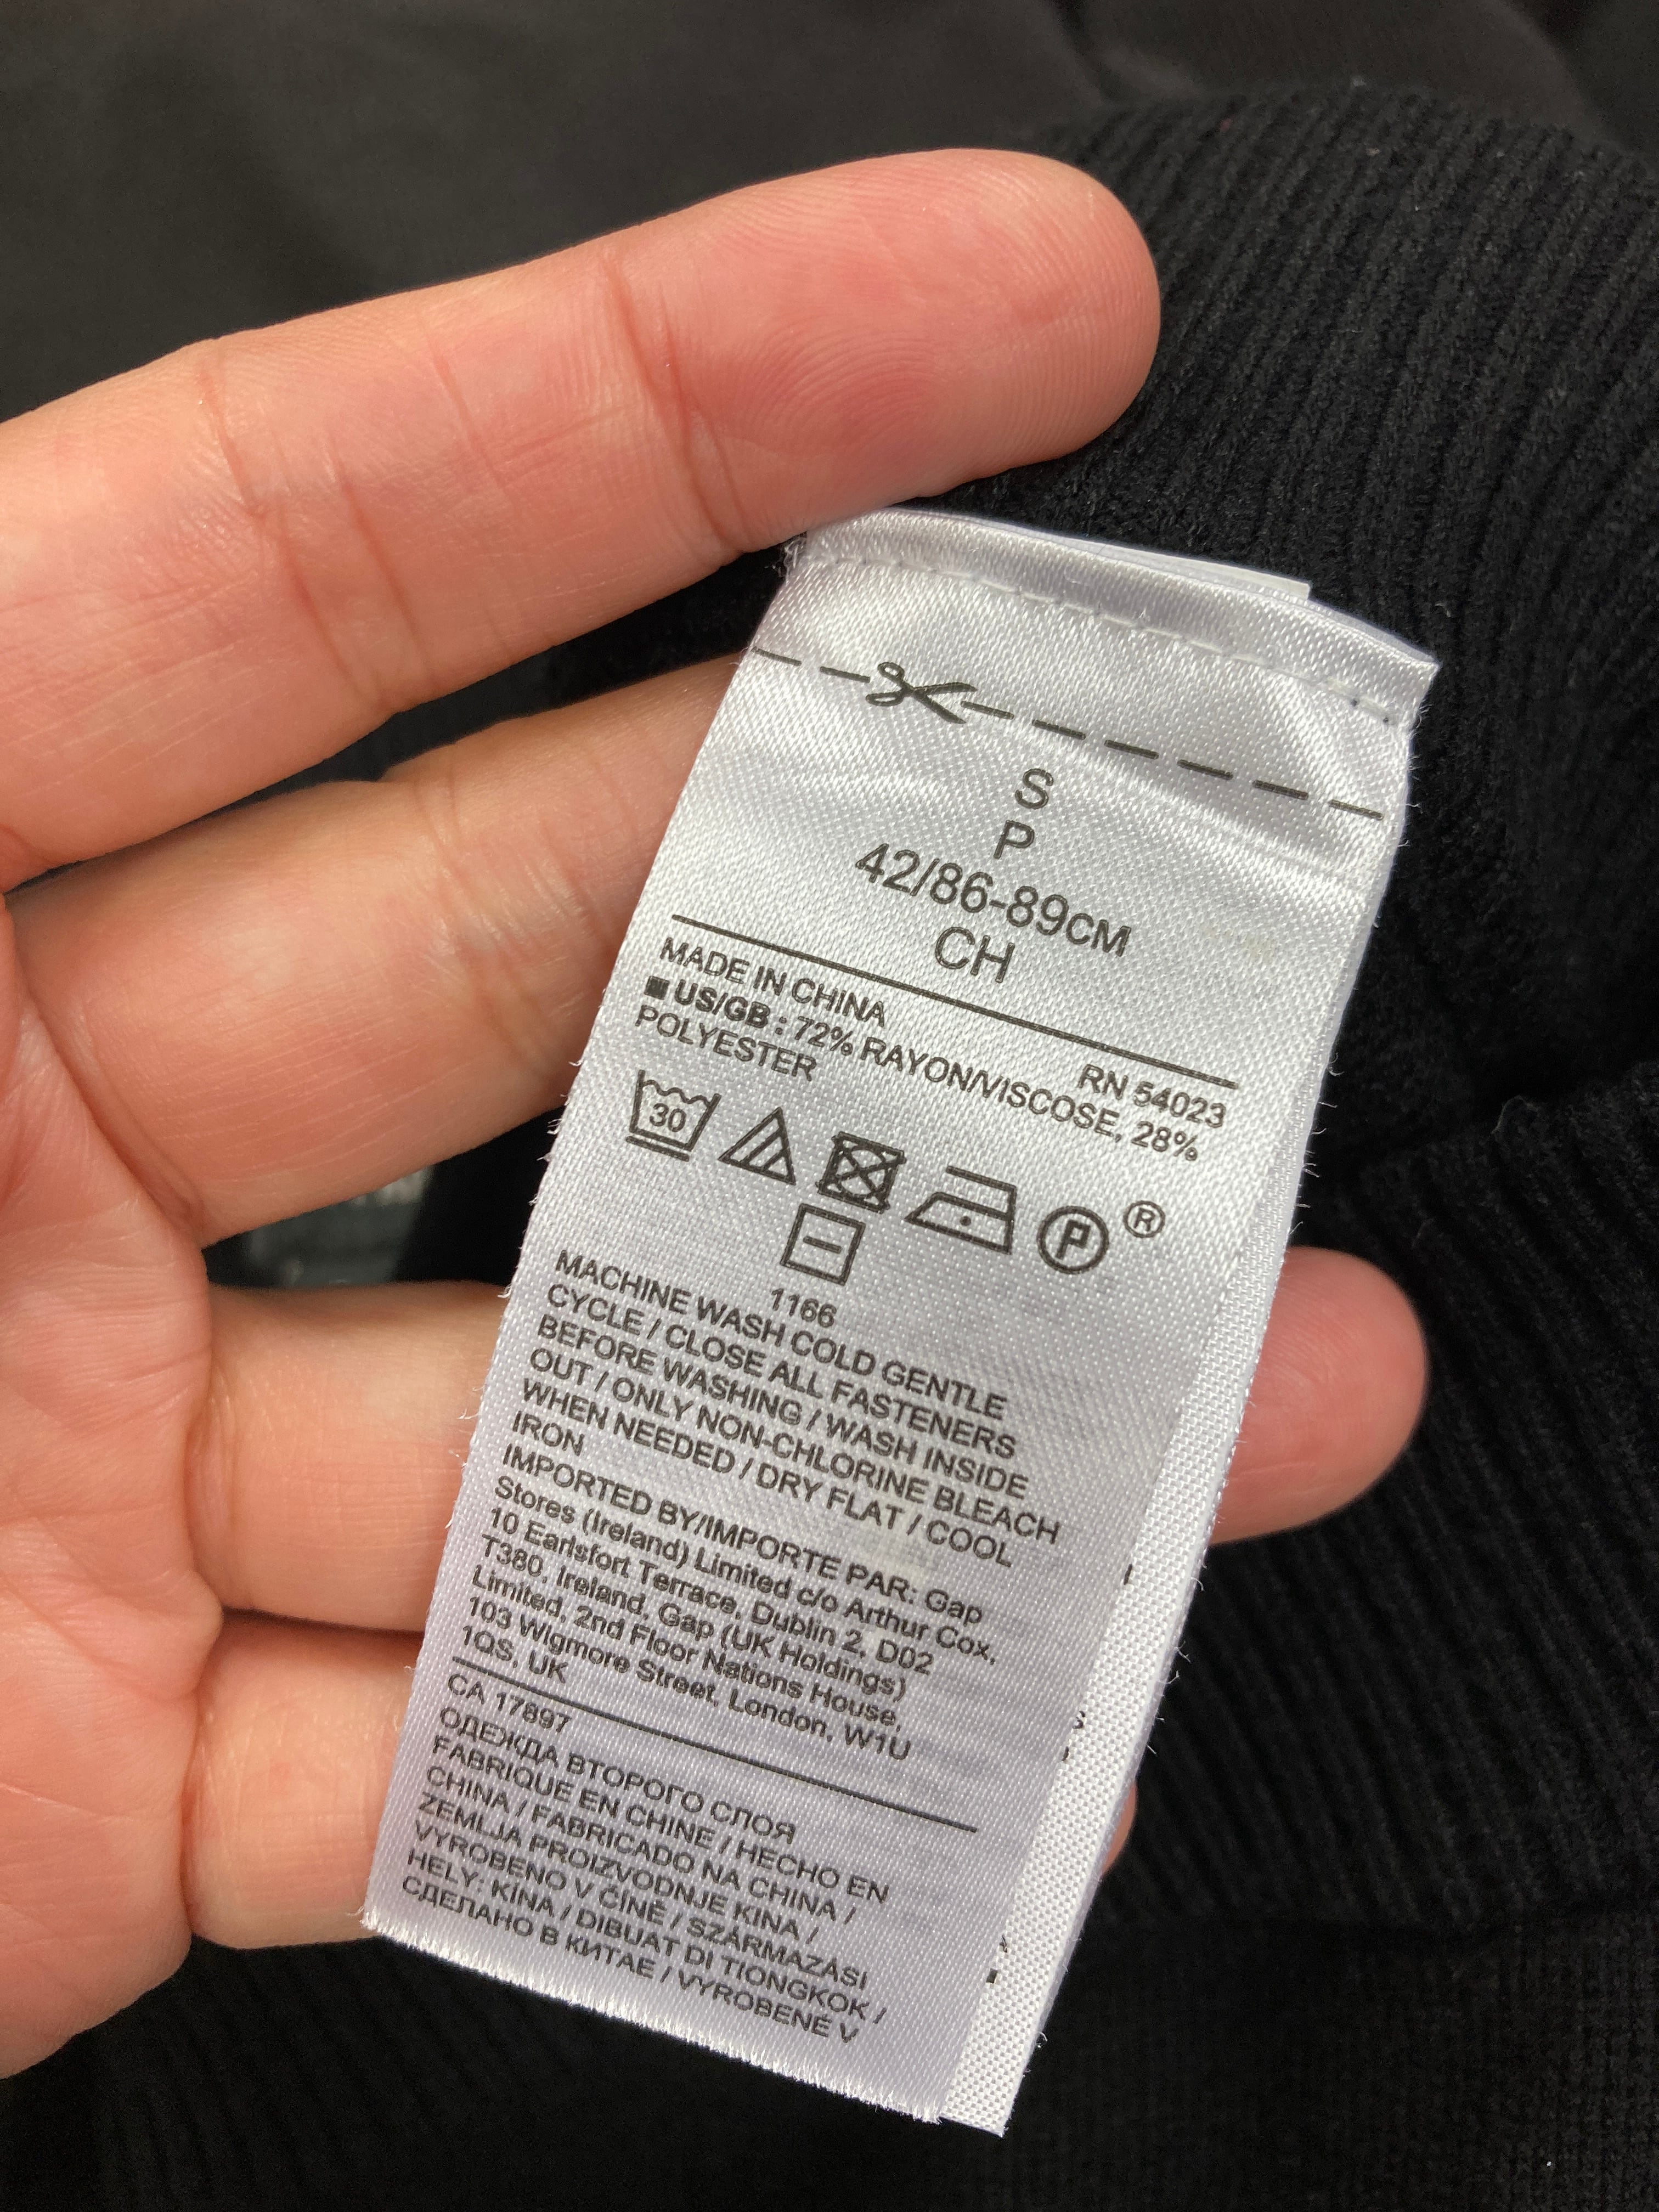 S
P
42/86-89CM
CH
MADE IN CHINA
RN 54023
US/GB : 72% RAYON/VISCOSE, 28%
POLYESTER
30
P
®
1166
MACHINE WASH COLD GENTLE
CYCLE / CLOSE ALL FASTENERS
BEFORE WASHING / WASH INSIDE
OUT / ONLY NON-CHLORINE BLEACH
WHEN NEEDED / DRY FLAT / COOL
IRON
IMPORTED BY/IMPORTE PAR: Gap
Stores (Ireland) Limited c/o Arthur Cox,
10 Earlsfort Terrace, Dublin 2, D02
T380, Ireland, Gap (UK Holdings)
Limited, 2nd Floor Nations House,
103 Wigmore Street, London, W1U
1QS, UK
CA 17897
ОДЕЖДА ВТОРОГО СЛОЯ
FABRIQUE EN CHINE / HECHO EN
CHINA / FABRICADO NA CHINA /
ZEMLJA PROIZVODNJE KINA /
VYROBENO V ČÍNĚ / SZÁRMAZÁSI
HELY: KÍNA / DIBUAT DI TIONGKOK /
СДЕЛАНО В КИТАЕ / VYROBENÉ V